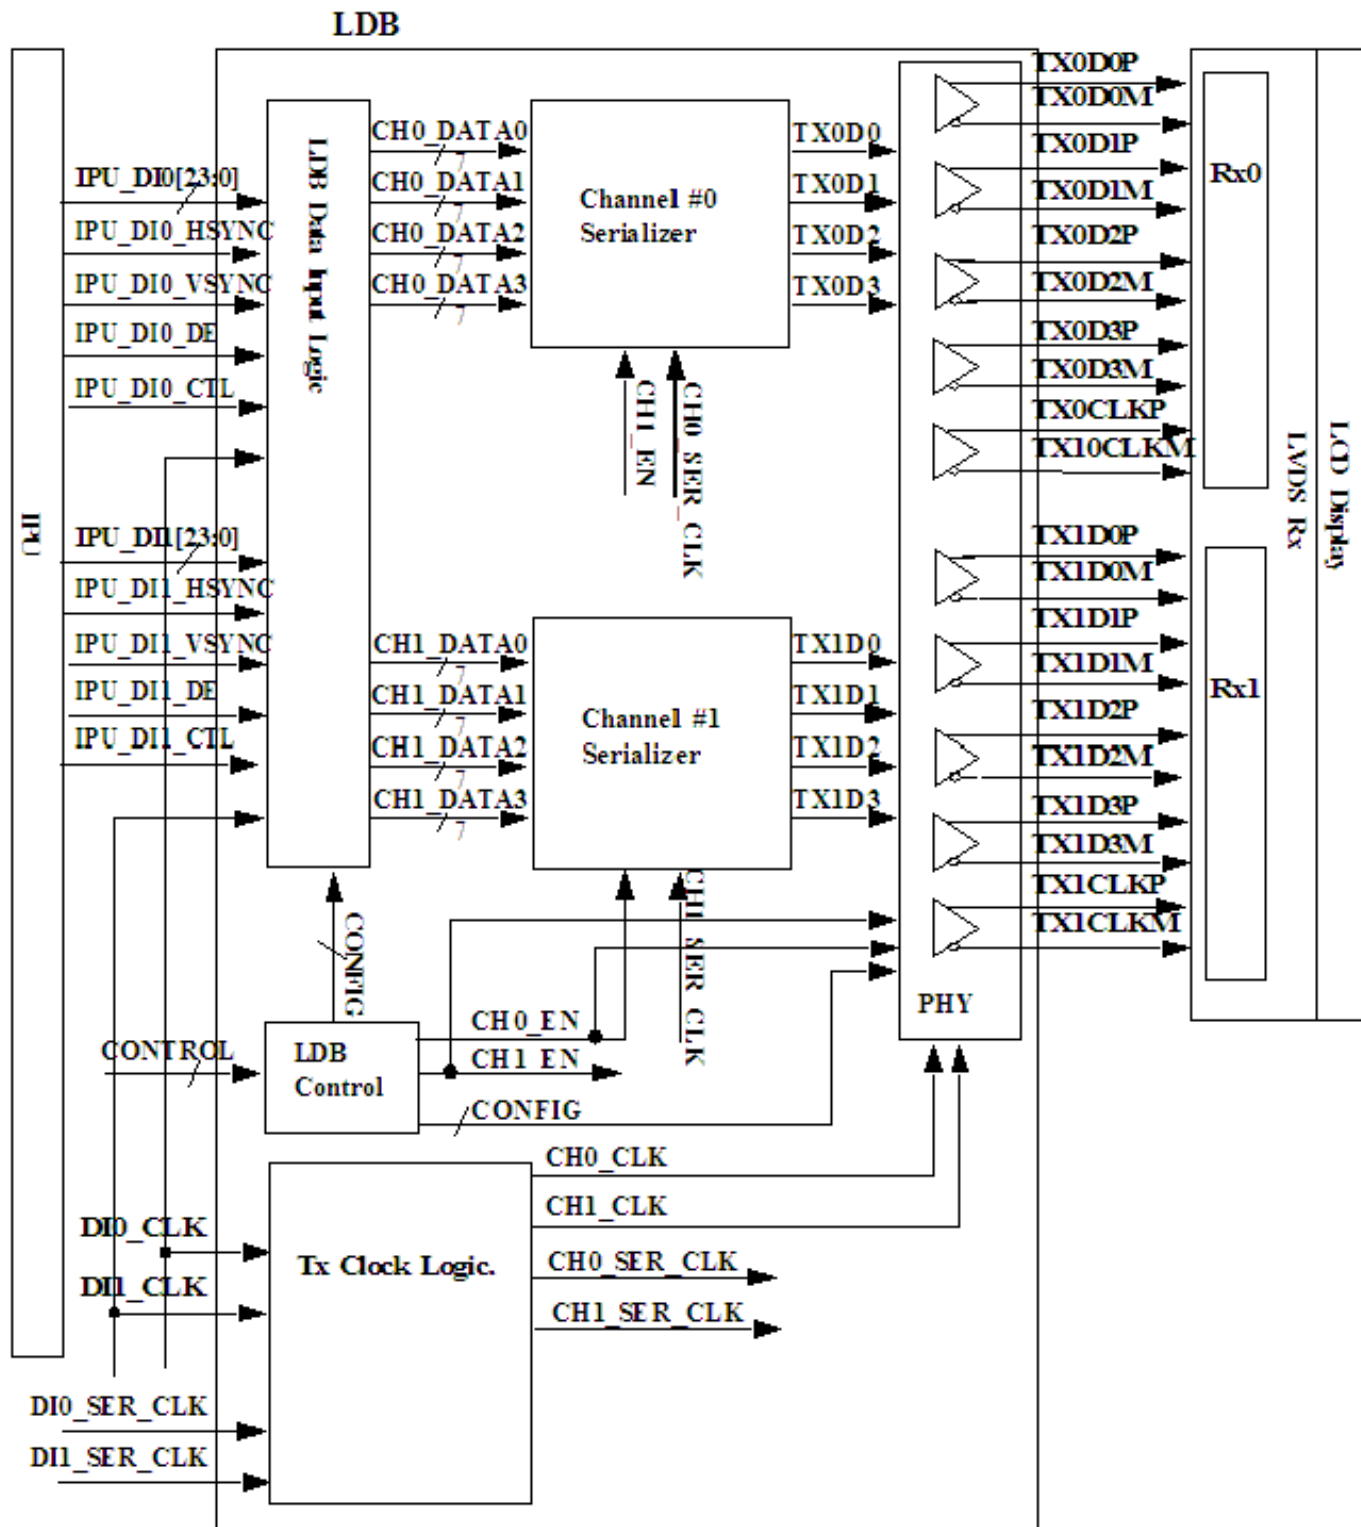 LDB
IPU
IPU_DI0[23:0]
IPU_DI0_HSYNC
IPU_DI0_VSYNC
IPU_DI0_DE
IPU_DI0_CTL
IPU_DI1[23:0]
IPU_DI1_HSYNC
IPU_DI1_VSYNC
IPU_DI1_DE
IPU_DI1_CTL
LDB Data Input Logic
CH0_DATA0
7
CH0_DATA1
7
CH0_DATA2
7
CH0_DATA3
7
Channel #0
Serializer
CH1_EN
CH0_SER_CLK
TX0D0
TX0D1
TX0D2
TX0D3
CH1_DATA0
7
CH1_DATA1
7
CH1_DATA2
7
CH1_DATA3
7
Channel #1
Serializer
CH1_SER_CLK
TX1D0
TX1D1
TX1D2
TX1D3
PHY
TX0D0P
TX0D0M
TX0D1P
TX0D1M
TX0D2P
TX0D2M
TX0D3P
TX0D3M
TX0CLKP
TX10CLKM
TX1D0P
TX1D0M
TX1D1P
TX1D1M
TX1D2P
TX1D2M
TX1D3P
TX1D3M
TX1CLKP
TX1CLKM
Rx0
Rx1
LVDS Rx
LCD Display
CONFIG
CONTROL
LDB
Control
CH0_EN
CH1_EN
CONFIG
DI0_CLK
DI1_CLK
DI0_SER_CLK
DI1_SER_CLK
Tx Clock Logic.
CH0_CLK
CH1_CLK
CH0_SER_CLK
CH1_SER_CLK